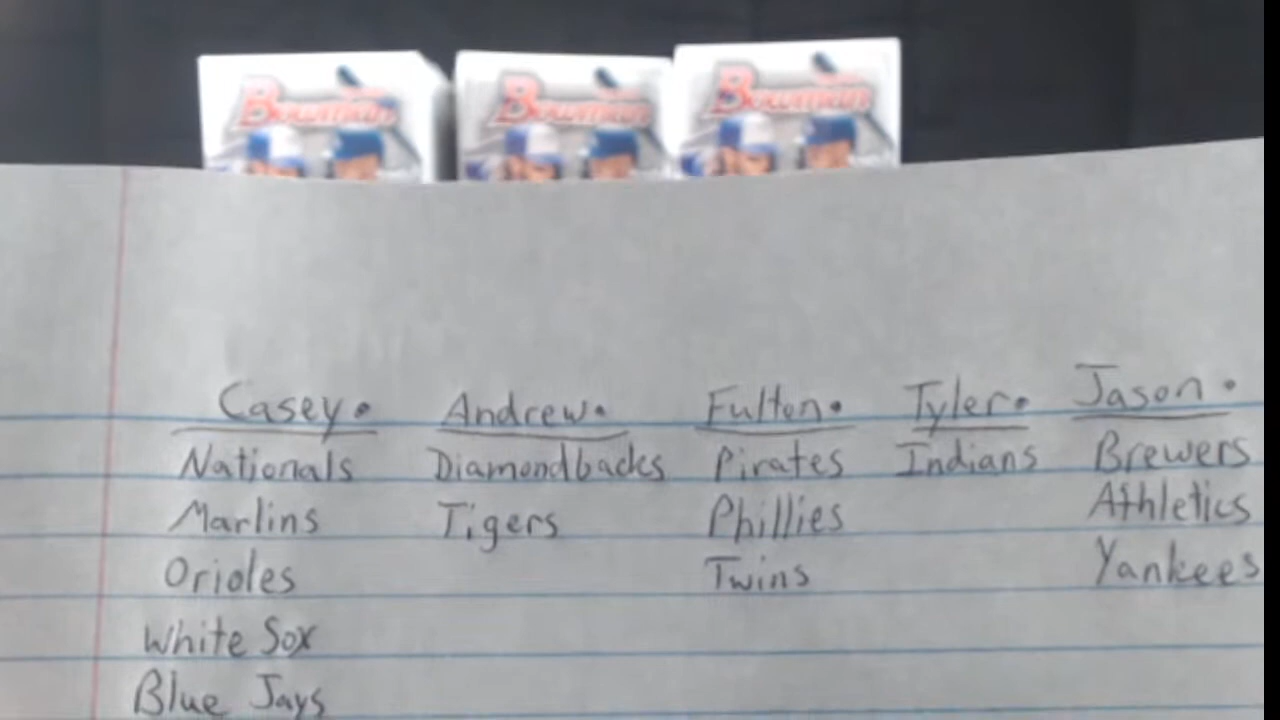 Bowman Bowman Bowman
Casey. Andrew. Fulton. Tyler. Jason.
Nationals Diamondbacks Pirates Indians Brewers
Marlins Tigers Phillies Athletics
Orioles Twins Yankees
White Sox
Blue Jays